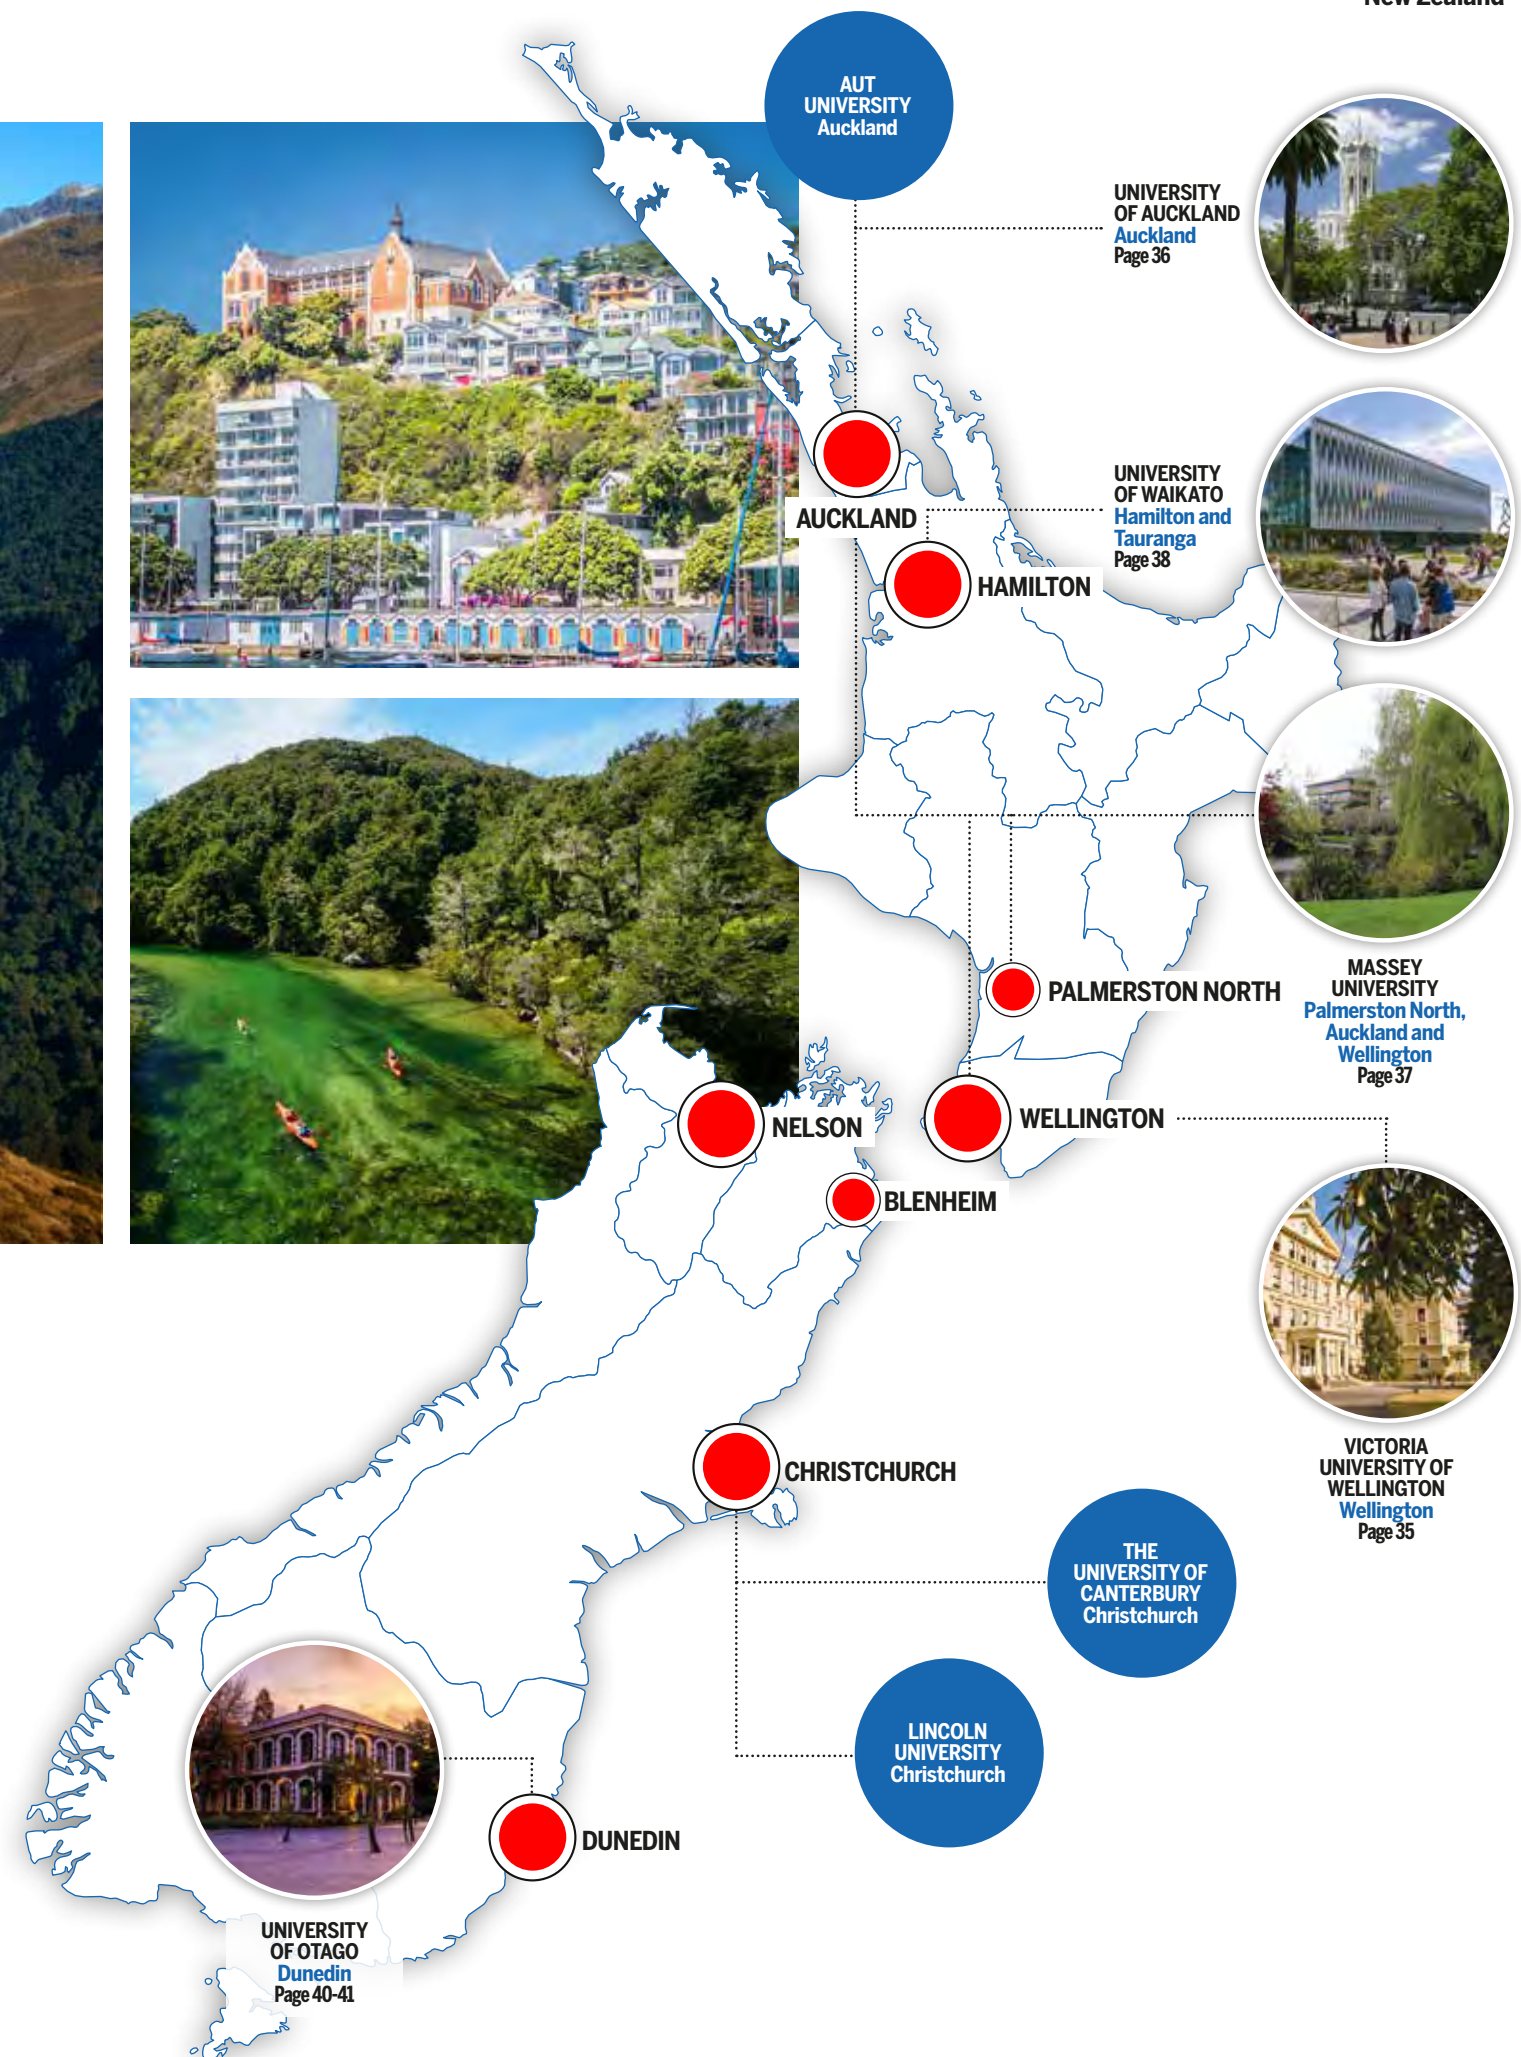 New Zealand
AUT
UNIVERSITY
Auckland
UNIVERSITY
OF AUCKLAND
Auckland
Page 36
UNIVERSITY
OF WAIKATO
Hamilton and
Tauranga
Page 38
AUCKLAND
HAMILTON
PALMERSTON NORTH
MASSEY
UNIVERSITY
Palmerston North,
Auckland and
Wellington
Page 37
NELSON
WELLINGTON
BLENHEIM
VICTORIA
UNIVERSITY OF
WELLINGTON
Wellington
Page 35
CHRISTCHURCH
THE
UNIVERSITY OF
CANTERBURY
Christchurch
LINCOLN
UNIVERSITY
Christchurch
DUNEDIN
UNIVERSITY
OF OTAGO
Dunedin
Page 40-41